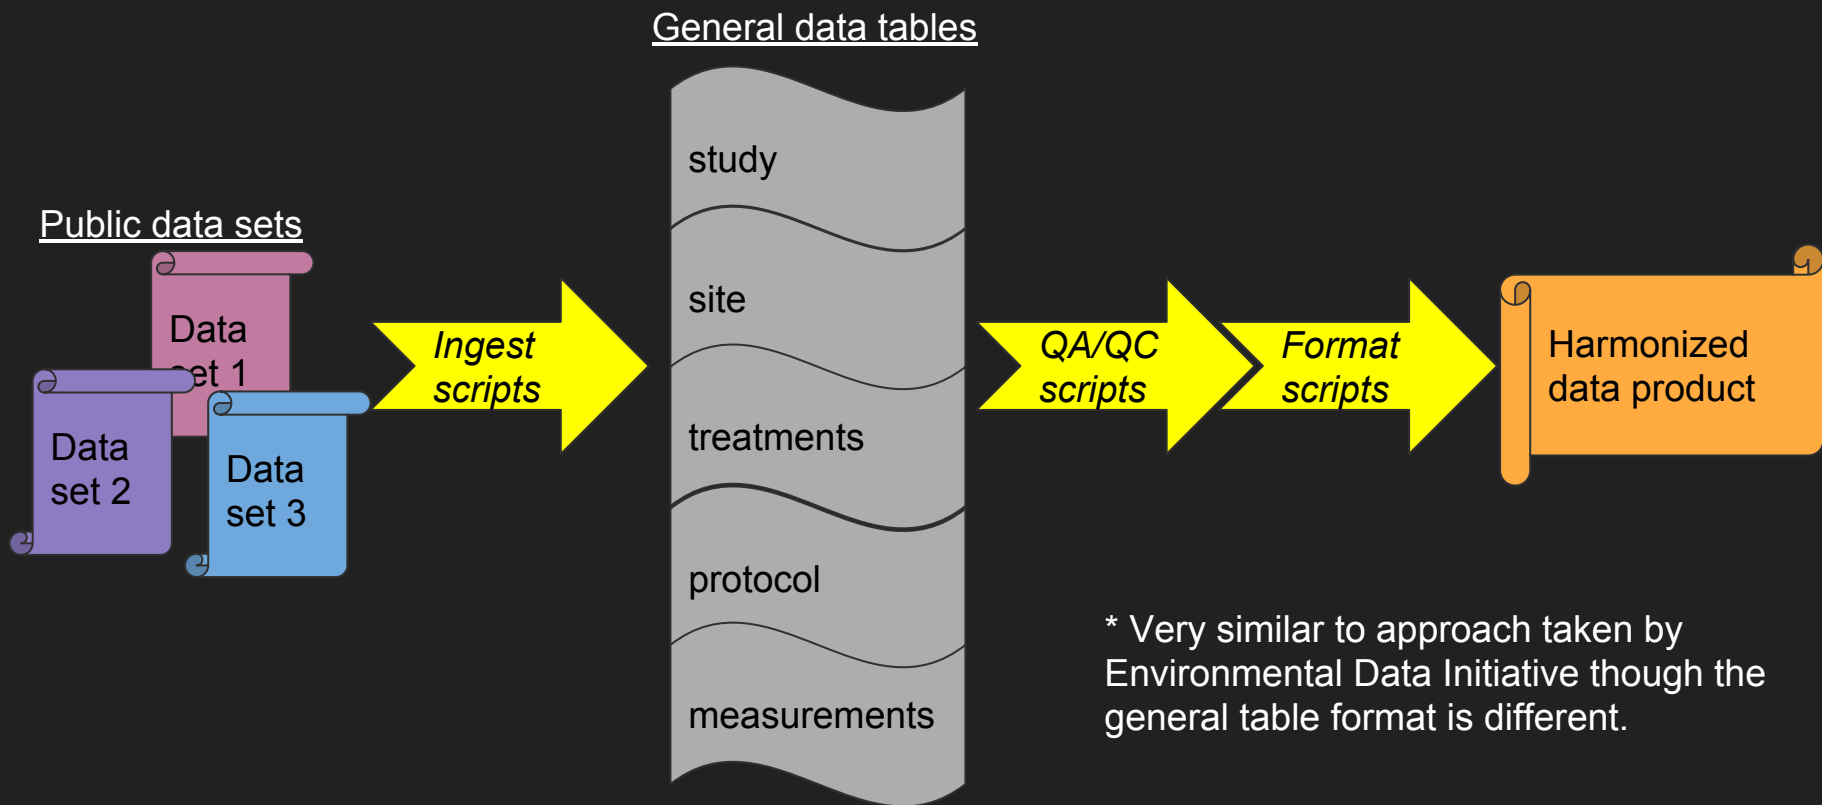 General data tables
Public data sets
Data
set 1
Data
set 2
Data
set 3
Ingest
scripts
study
site
treatments
protocol
measurements
QA/QC
scripts
Format
scripts
Harmonized
data product
* Very similar to approach taken by
Environmental Data Initiative though the
general table format is different.